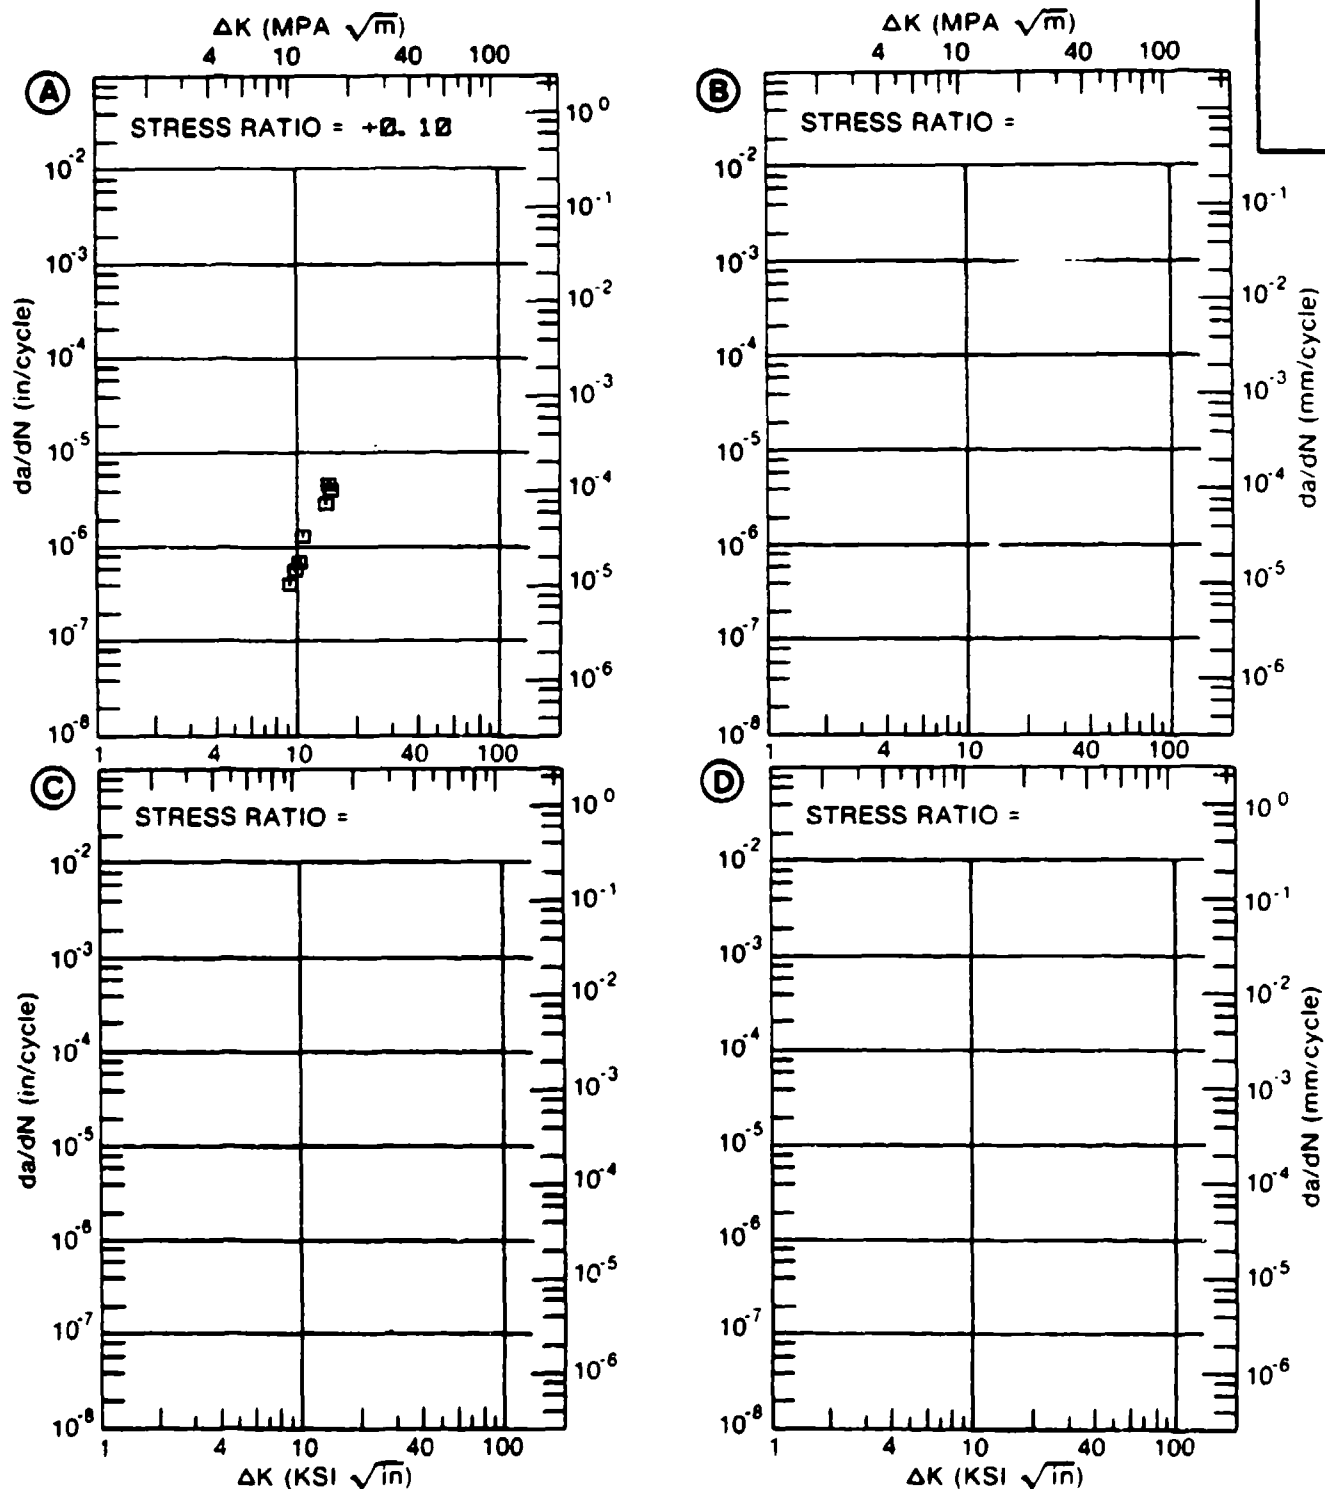 ΔK (MPA √m)
4 10 40 100
A
STRESS RATIO = +0.10
10⁰
10⁻¹
10⁻²
10⁻³
10⁻⁴
10⁻⁵
10⁻⁶
10⁻²
10⁻³
10⁻⁴
10⁻⁵
10⁻⁶
10⁻⁷
10⁻⁸
da/dN (in/cycle)
1 4 10 40 100
ΔK (MPA √m)
4 10 40 100
B
STRESS RATIO =
10⁻²
10⁻³
10⁻⁴
10⁻⁵
10⁻⁶
10⁻⁷
10⁻⁸
10⁻¹
10⁻²
10⁻³
10⁻⁴
10⁻⁵
10⁻⁶
da/dN (mm/cycle)
1 4 10 40 100
C
STRESS RATIO =
10⁰
10⁻¹
10⁻²
10⁻³
10⁻⁴
10⁻⁵
10⁻⁶
10⁻²
10⁻³
10⁻⁴
10⁻⁵
10⁻⁶
10⁻⁷
10⁻⁸
da/dN (in/cycle)
1 4 10 40 100
ΔK (KSI √in)
D
STRESS RATIO =
10⁰
10⁻¹
10⁻²
10⁻³
10⁻⁴
10⁻⁵
10⁻⁶
10⁻²
10⁻³
10⁻⁴
10⁻⁵
10⁻⁶
10⁻⁷
10⁻⁸
da/dN (mm/cycle)
1 4 10 40 100
ΔK (KSI √in)